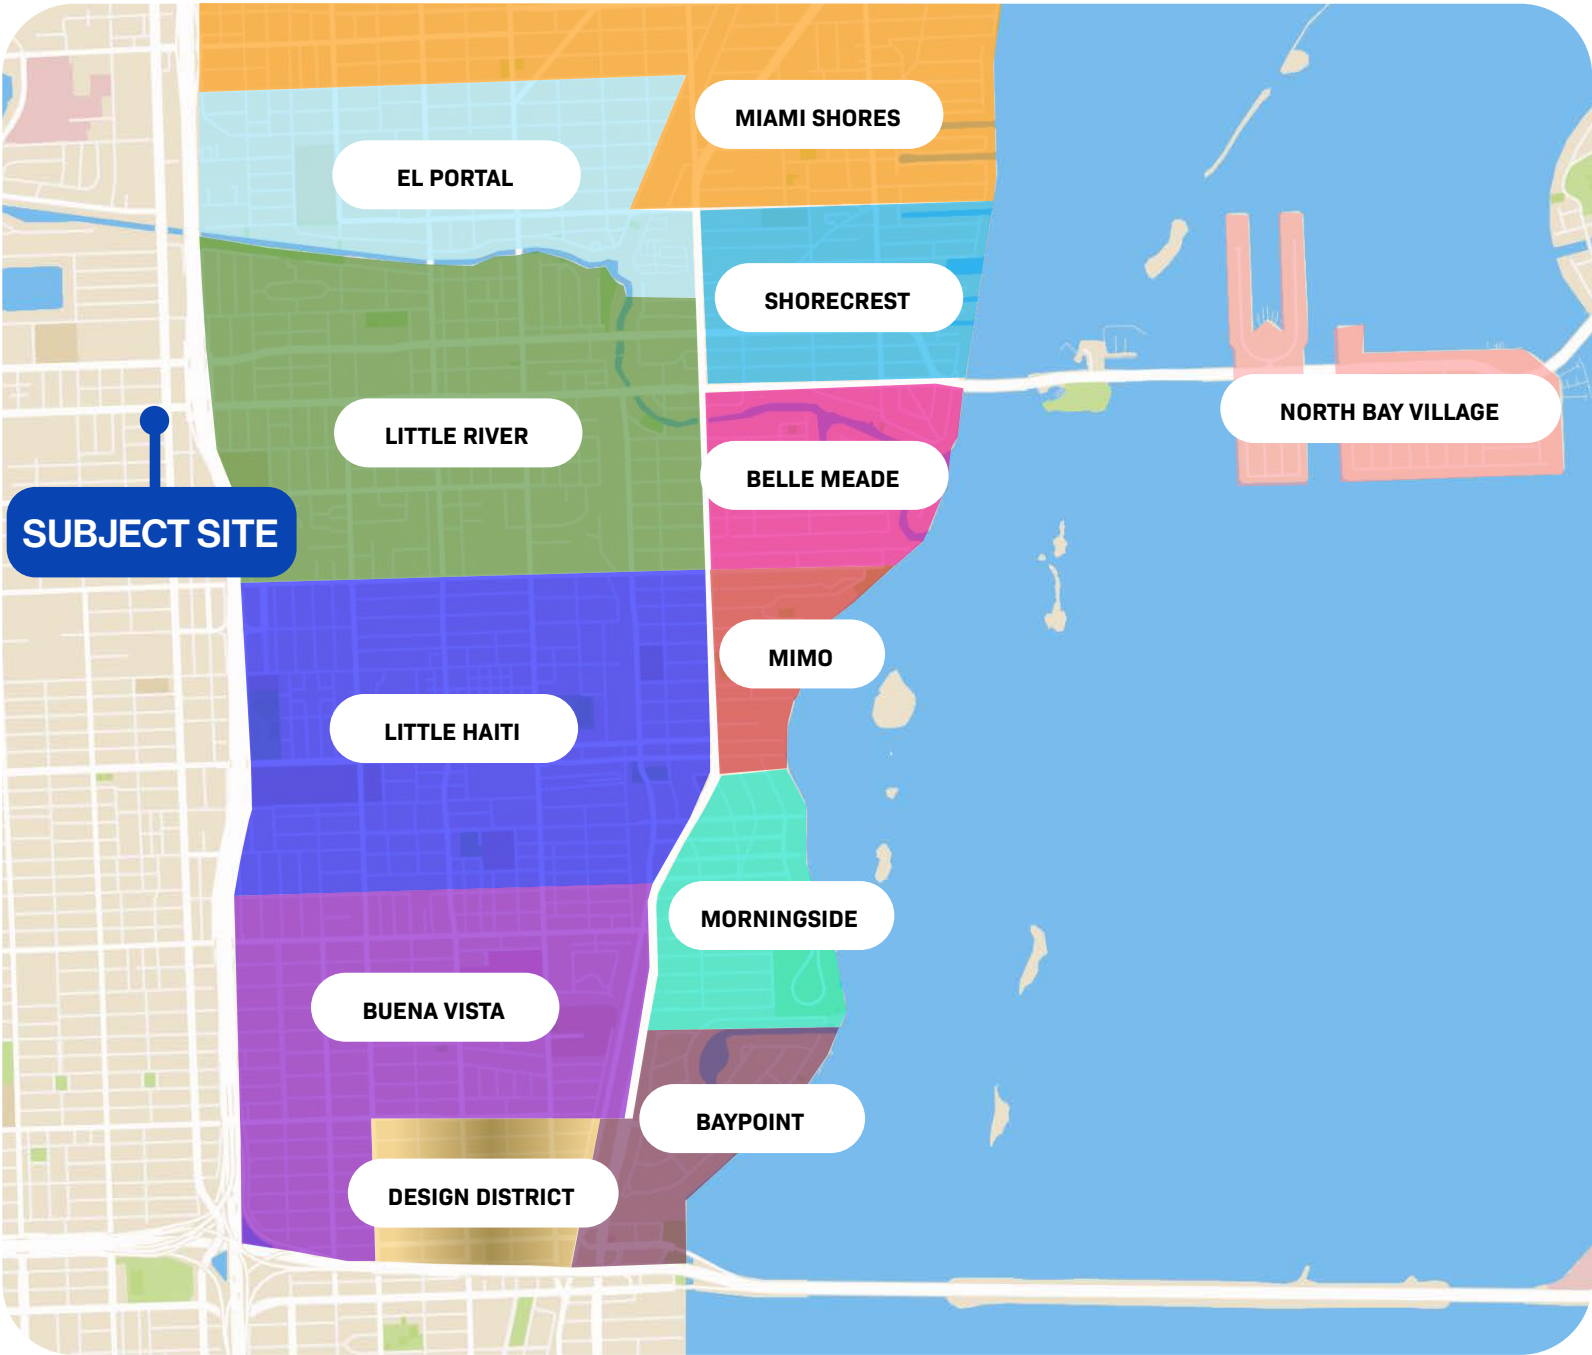 MIAMI SHORES
EL PORTAL
SHORECREST
NORTH BAY VILLAGE
LITTLE RIVER
BELLE MEADE
SUBJECT SITE
MIMO
LITTLE HAITI
MORNINGSIDE
BUENA VISTA
BAYPOINT
DESIGN DISTRICT